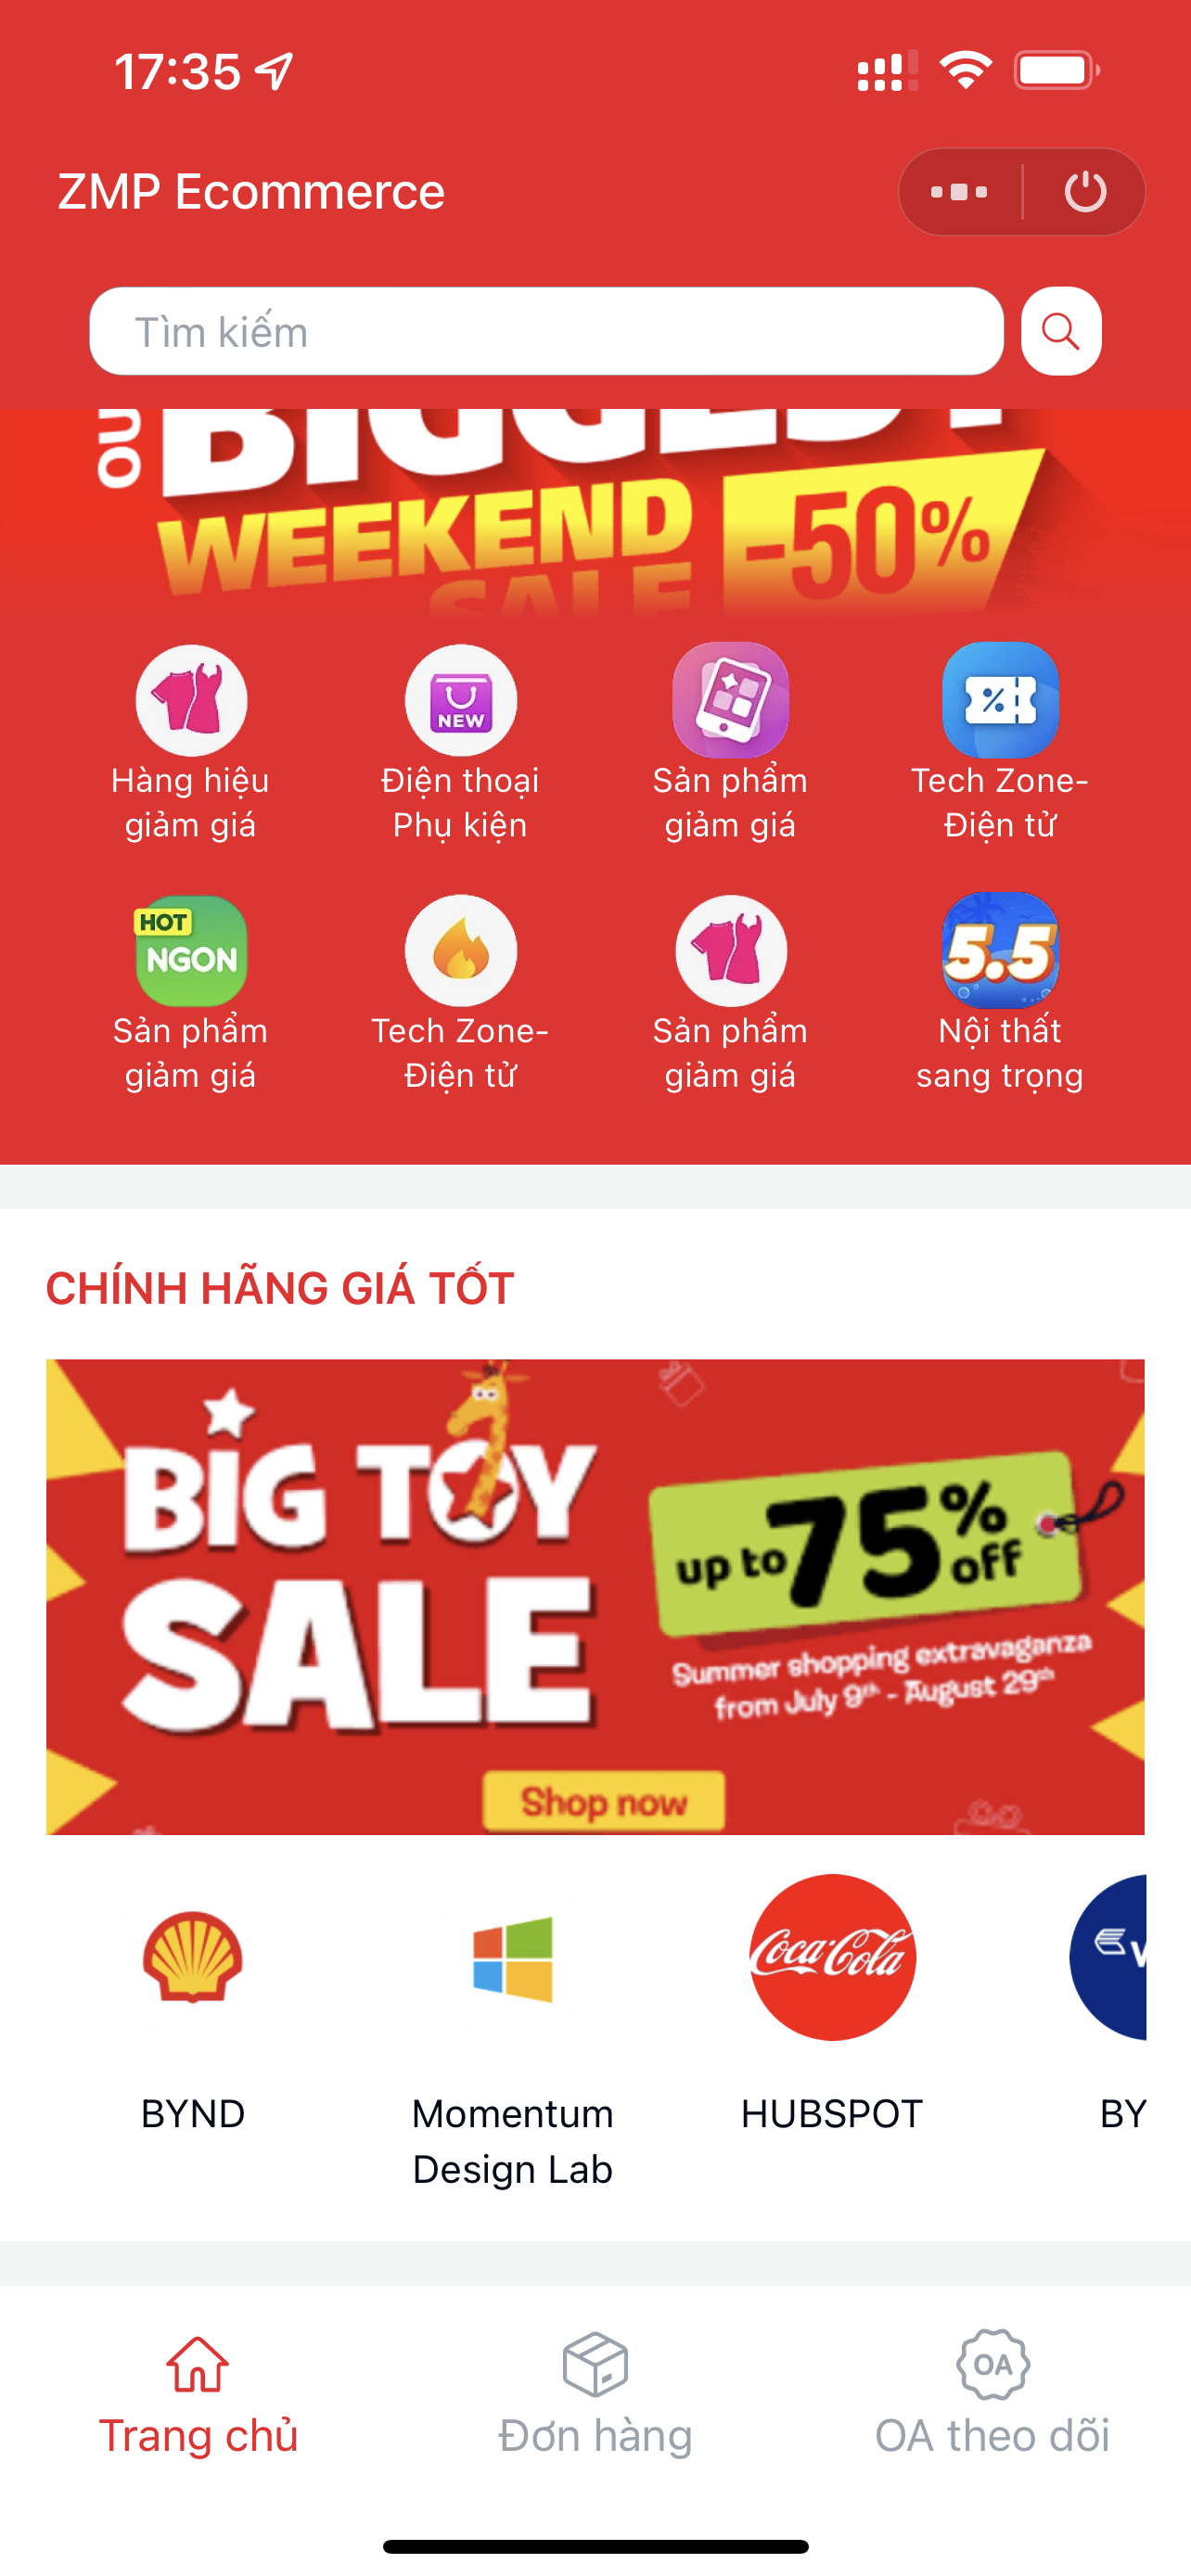 17:35
ZMP Ecommerce
Tìm kiếm
OU
BIGGEST
WEEKEND
-50%
SALE
Hàng hiệu
giảm giá
NEW
Điện thoại
Phụ kiện
Sản phẩm
giảm giá
%
Tech Zone-
Điện tử
HOT
NGON
Sản phẩm
giảm giá
Tech Zone-
Điện tử
Sản phẩm
giảm giá
5.5
Nội thất
sang trọng
CHÍNH HÃNG GIÁ TỐT
BIG TOY
SALE
up to 75% off
Summer shopping extravaganza
from July 9th - August 29th
Shop now
Coca-Cola
V
BYND
Momentum
Design Lab
HUBSPOT
BY
Trang chủ
Đơn hàng
OA
OA theo dõi